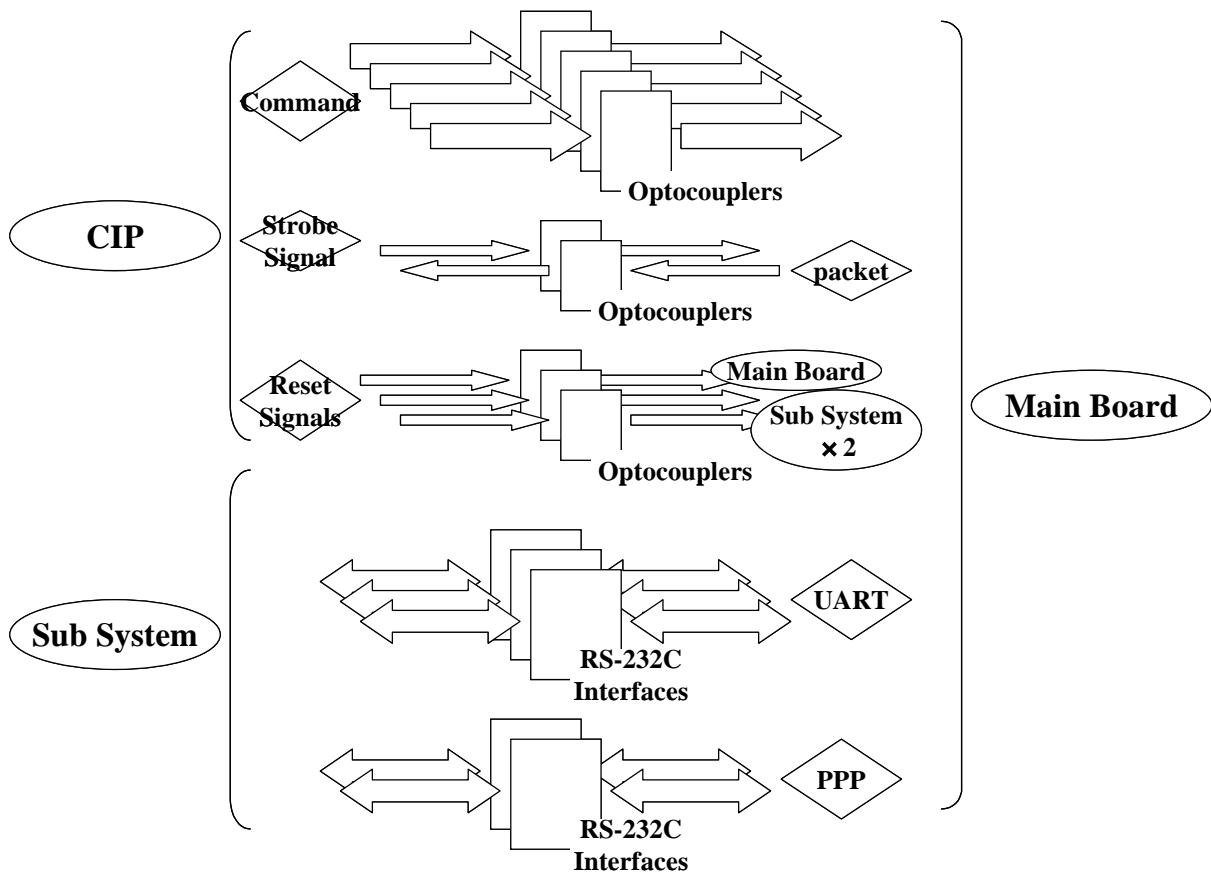 Command
Optocouplers
CIP
Strobe
Signal
packet
Optocouplers
Reset
Signals
Main Board
Sub System
× 2
Optocouplers
Main Board
Sub System
UART
RS-232C
Interfaces
PPP
RS-232C
Interfaces